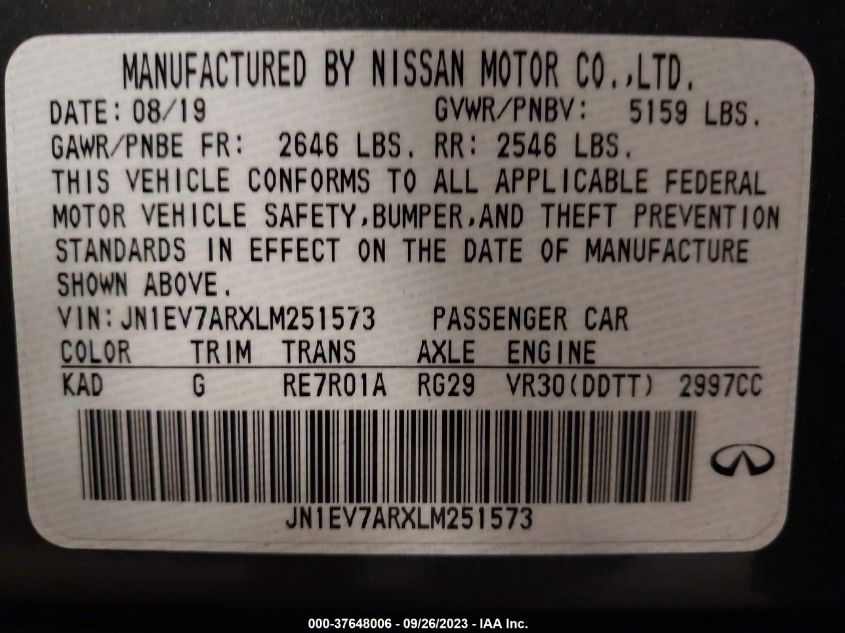 MANUFACTURED BY NISSAN MOTOR CO.,LTD.
DATE: 08/19 GVWR/PNBV: 5159 LBS.
GAWR/PNBE FR: 2646 LBS. RR: 2546 LBS.
THIS VEHICLE CONFORMS TO ALL APPLICABLE FEDERAL
MOTOR VEHICLE SAFETY,BUMPER,AND THEFT PREVENTION
STANDARDS IN EFFECT ON THE DATE OF MANUFACTURE
SHOWN ABOVE.
VIN:JN1EV7ARXLM251573 PASSENGER CAR
COLOR TRIM TRANS AXLE ENGINE
KAD G RE7R01A RG29 VR30(DDTT) 2997CC
JN1EV7ARXLM251573
000-37648006 - 09/26/2023 - IAA Inc.